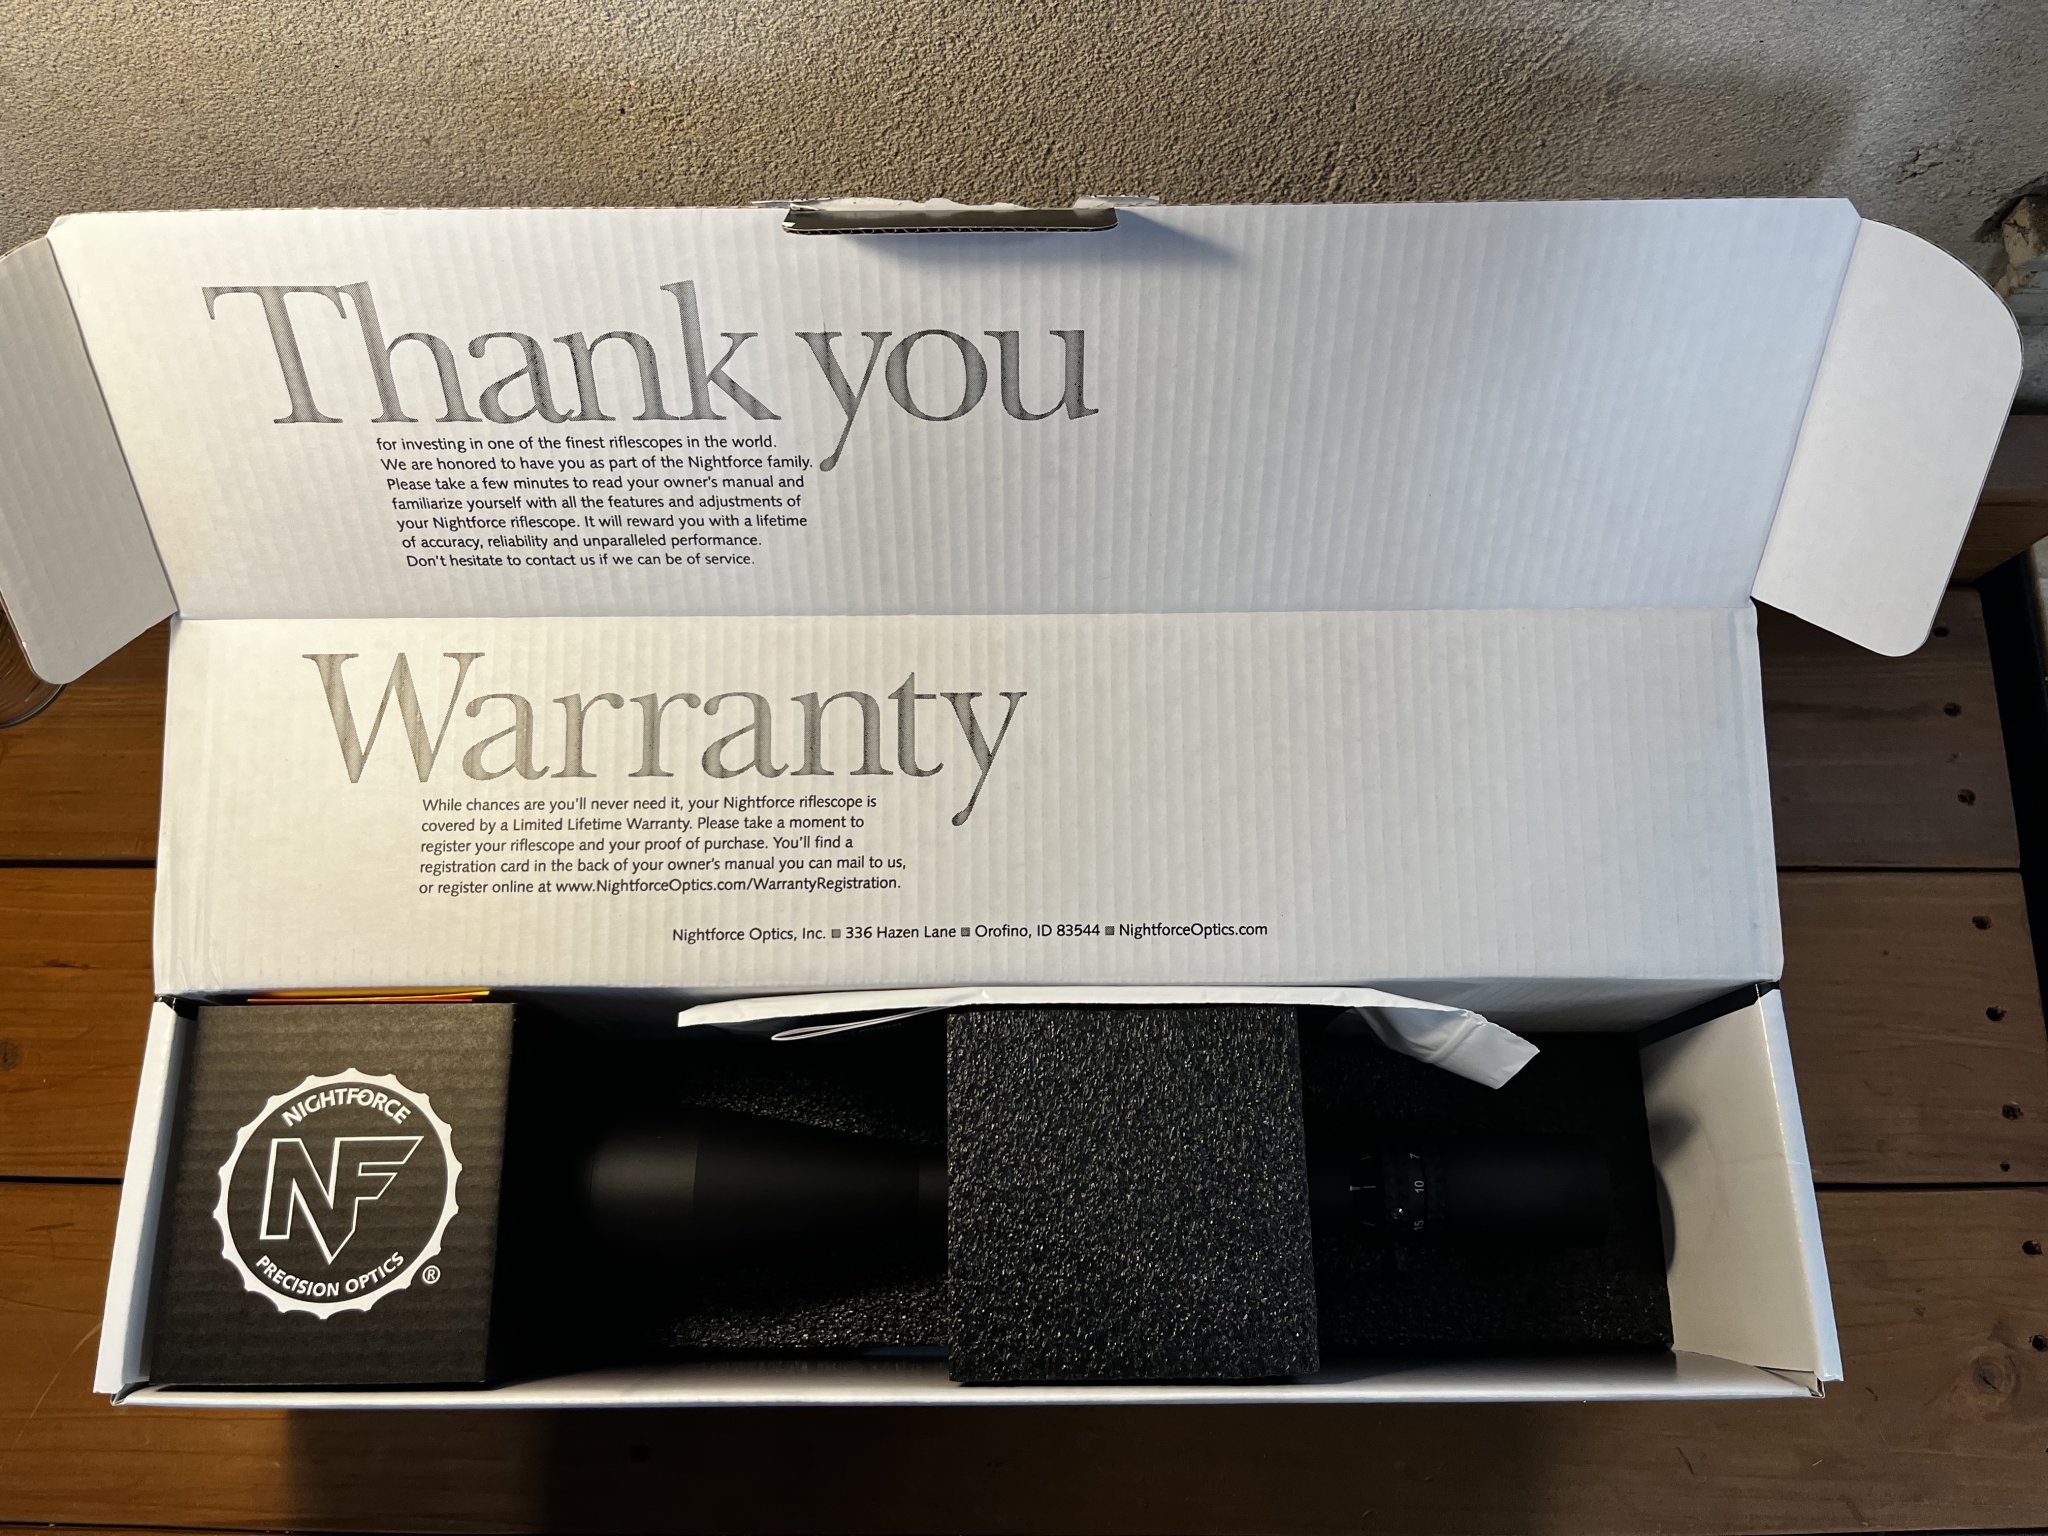 Thank you
for investing in one of the finest riflescopes in the world.
We are honored to have you as part of the Nightforce family.
Please take a few minutes to read your owner's manual and
familiarize yourself with all the features and adjustments of
your Nightforce riflescope. It will reward you with a lifetime
of accuracy, reliability and unparalleled performance.
Don't hesitate to contact us if we can be of service.
Warranty
While chances are you'll never need it, your Nightforce riflescope is
covered by a Limited Lifetime Warranty. Please take a moment to
register your riflescope and your proof of purchase. You'll find a
registration card in the back of your owner's manual you can mail to us,
or register online at www.NightforceOptics.com/WarrantyRegistration.
Nightforce Optics, Inc. ▪ 336 Hazen Lane ▪ Orofino, ID 83544 ▪ NightforceOptics.com
NIGHTFORCE
NF
PRECISION OPTICS
®
7
10
15